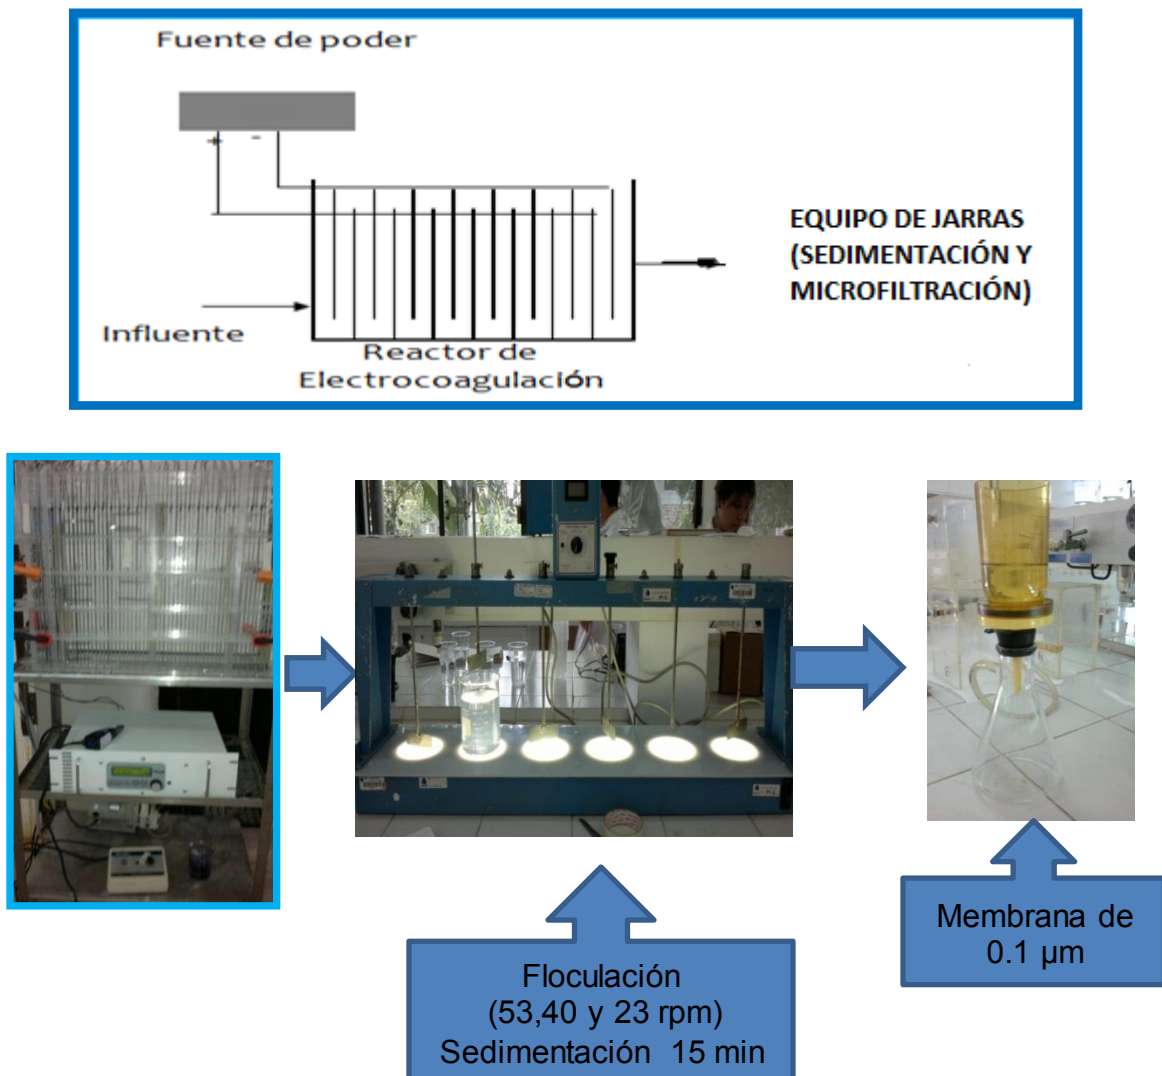 Fuente de poder
+ -
EQUIPO DE JARRAS
(SEDIMENTACIÓN Y
MICROFILTRACIÓN)
Influente
Reactor de
Electrocoagulación
Floculación
(53,40 y 23 rpm)
Sedimentación 15 min
Membrana de
0.1 µm